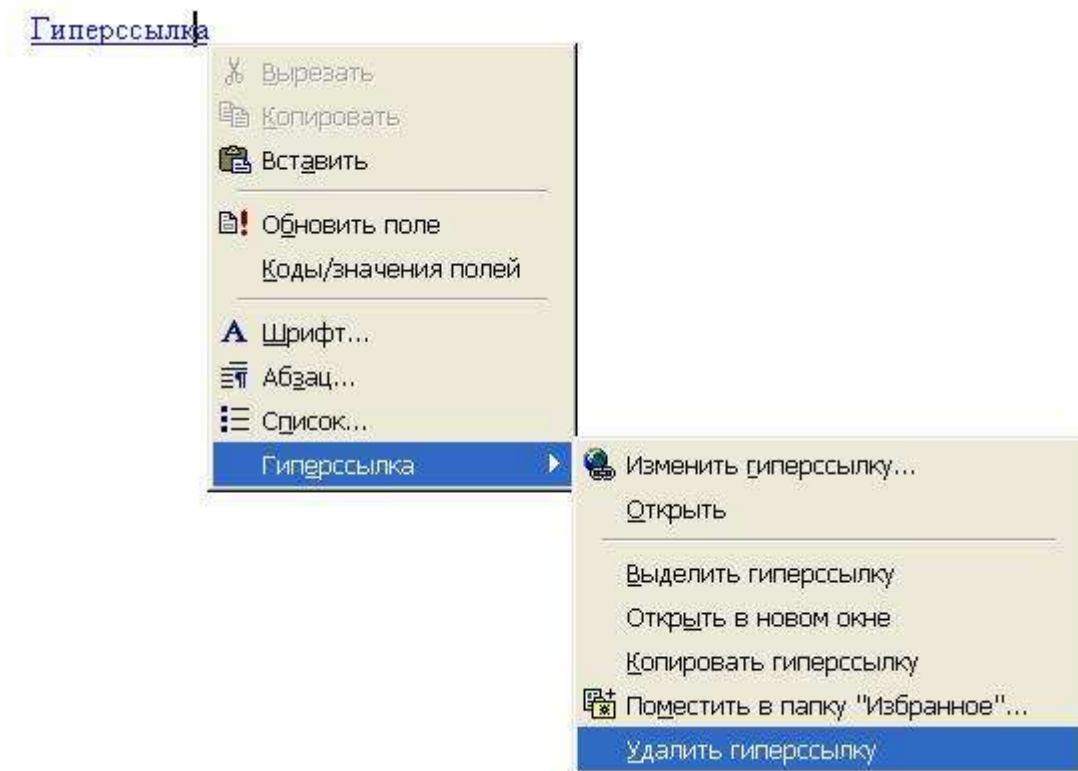 Гиперссылка
Вырезать
Копировать
Вставить
Обновить поле
Коды/значения полей
Шрифт...
Абзац...
Список...
Гиперссылка
Изменить гиперссылку...
Открыть
Выделить гиперссылку
Открыть в новом окне
Копировать гиперссылку
Поместить в папку "Избранное"...
Удалить гиперссылку